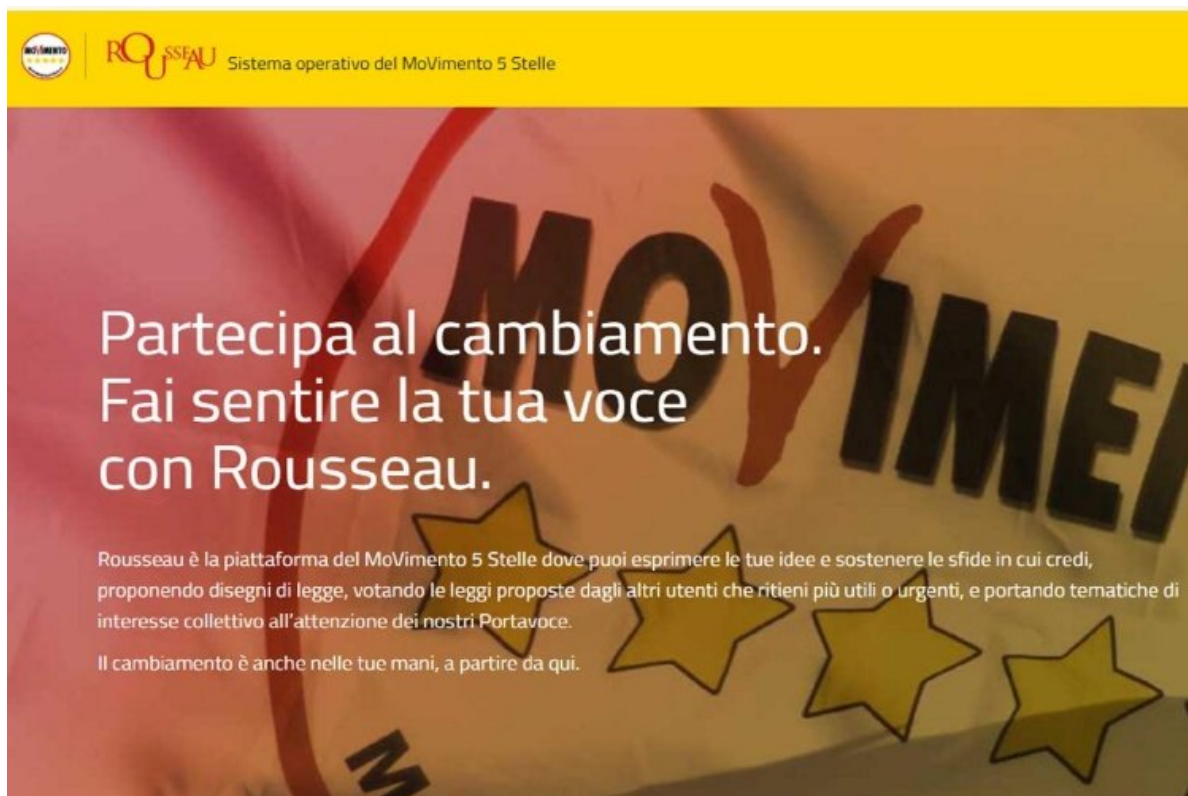 MOVIMENTO
ROUSSEAU Sistema operativo del MoVimento 5 Stelle
MOVIME
Partecipa al cambiamento.
Fai sentire la tua voce
con Rousseau.
Rousseau è la piattaforma del MoVimento 5 Stelle dove puoi esprimere le tue idee e sostenere le sfide in cui credi,
proponendo disegni di legge, votando le leggi proposte dagli altri utenti che ritieni più utili o urgenti, e portando tematiche di
interesse collettivo all'attenzione dei nostri Portavoce.
Il cambiamento è anche nelle tue mani, a partire da qui.
M